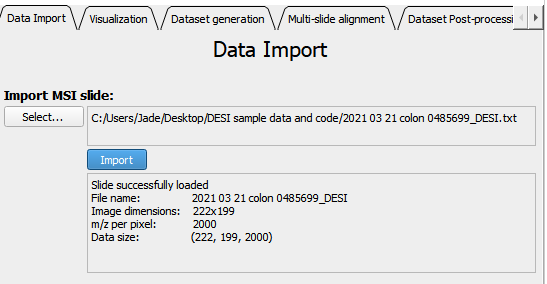 Data Import Visualization Dataset generation Multi-slide alignment Dataset Post-processi
Data Import
Import MSI slide:
Select... C:/Users/Jade/Desktop/DESI sample data and code/2021 03 21 colon 0485699_DESI.txt
Import
Slide successfully loaded
File name: 2021 03 21 colon 0485699_DESI
Image dimensions: 222x199
m/z per pixel: 2000
Data size: (222, 199, 2000)